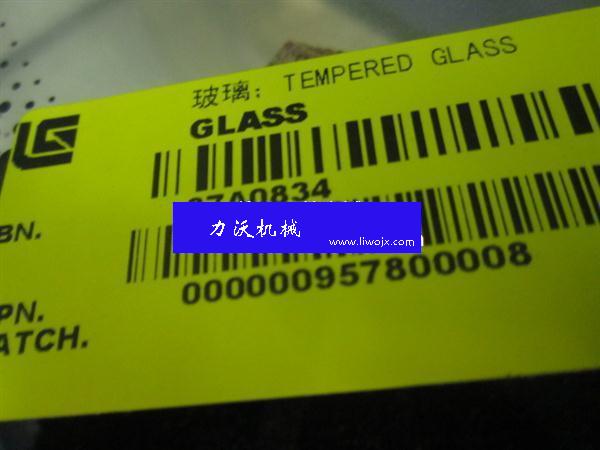 玻璃: TEMPERED GLASS
GLASS
力沃机械
www.liwojx.com
BN.
000000957800008
PN.
ATCH.